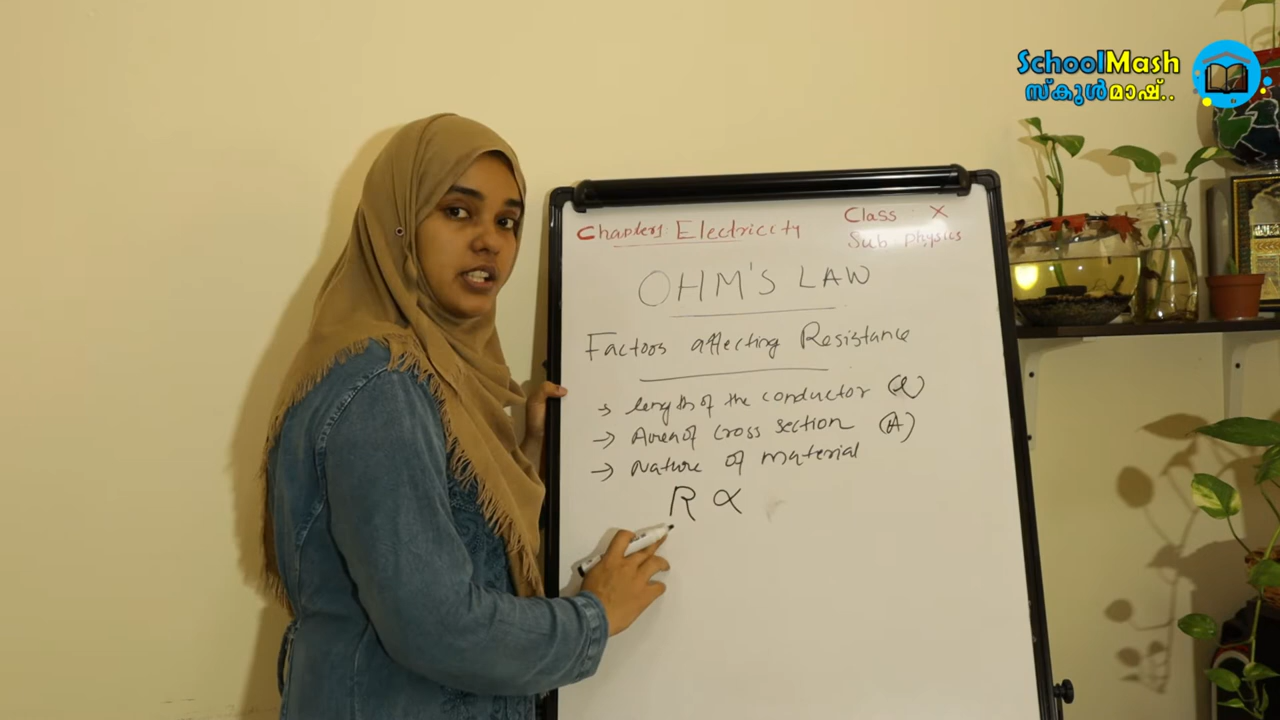 SchoolMash
സ്കൂൾമാഷ്..
Chapters: Electricity
Class : X
Sub Physics
OHM'S LAW
Factors affecting Resistance
→ length of the conductor (l)
→ Area of cross section (A)
→ Nature of material
R ∝